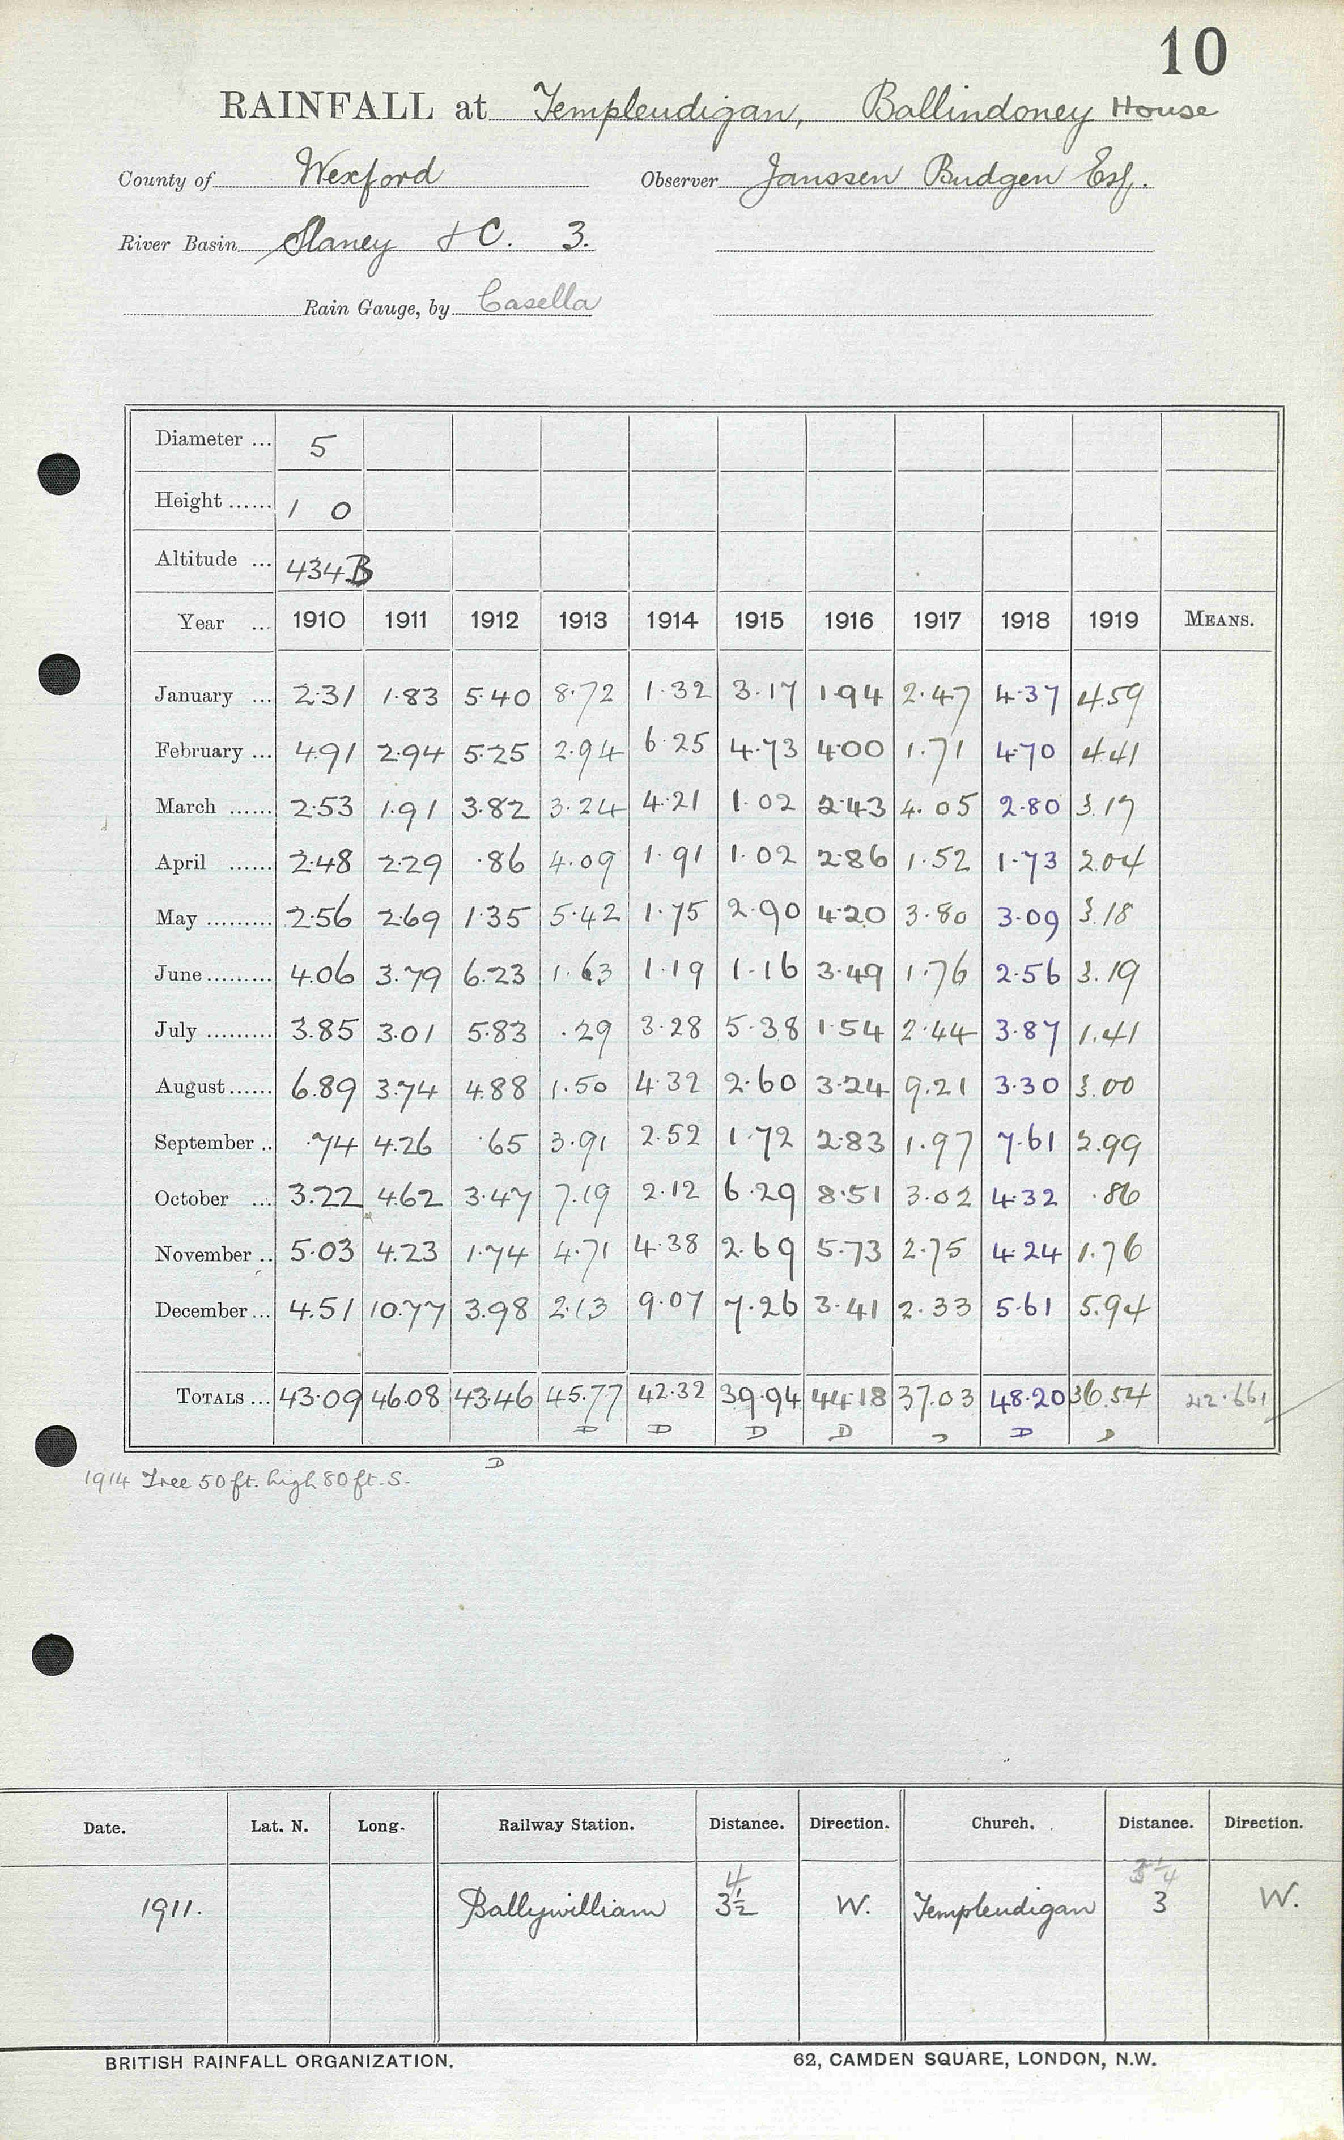 10
RAINFALL at Templeudigan, Ballindoney House
County of Wexford Observer Janssen Budgen Esq.
River Basin Slaney &C. 3.
Rain Gauge, by Casella
Diameter ... 5
Height ...... 1 0
Altitude ... 434B
Year ... 1910 1911 1912 1913 1914 1915 1916 1917 1918 1919 MEANS.
January ... 2.31 1.83 5.40 8.72 1.32 3.17 1.94 2.47 4.37 4.59
February ... 4.91 2.94 5.25 2.94 6.25 4.73 4.00 1.71 4.70 4.41
March ...... 2.53 1.91 3.82 3.24 4.21 1.02 2.43 4.05 2.80 3.17
April ...... 2.48 2.29 .86 4.09 1.91 1.02 2.86 1.52 1.73 2.04
May ......... 2.56 2.69 1.35 5.42 1.75 2.90 4.20 3.80 3.09 3.18
June ......... 4.06 3.79 6.23 1.63 1.19 1.16 3.49 1.76 2.56 3.19
July ......... 3.85 3.01 5.83 .29 3.28 5.38 1.54 2.44 3.87 1.41
August ...... 6.89 3.74 4.88 1.50 4.32 2.60 3.24 9.21 3.30 3.00
September .. .74 4.26 .65 3.91 2.52 1.72 2.83 1.97 7.61 2.99
October ... 3.22 4.62 3.47 7.19 2.12 6.29 8.51 3.02 4.32 .86
November .. 5.03 4.23 1.74 4.71 4.38 2.69 5.73 2.75 4.24 1.76
December ... 4.51 10.77 3.98 2.13 9.07 7.26 3.41 2.33 5.61 5.94
TOTALS ... 43.09 46.08 43.46 45.77 42.32 39.94 44.18 37.03 48.20 36.54 42.661
D D D D D D D D
1914 Tree 50 ft. high 80 ft. S.
Date. Lat. N. Long. Railway Station. Distance. Direction. Church. Distance. Direction.
4
1911. Ballywilliam 3½ W. Templeudigan 3 W.
BRITISH RAINFALL ORGANIZATION. 62, CAMDEN SQUARE, LONDON, N.W.